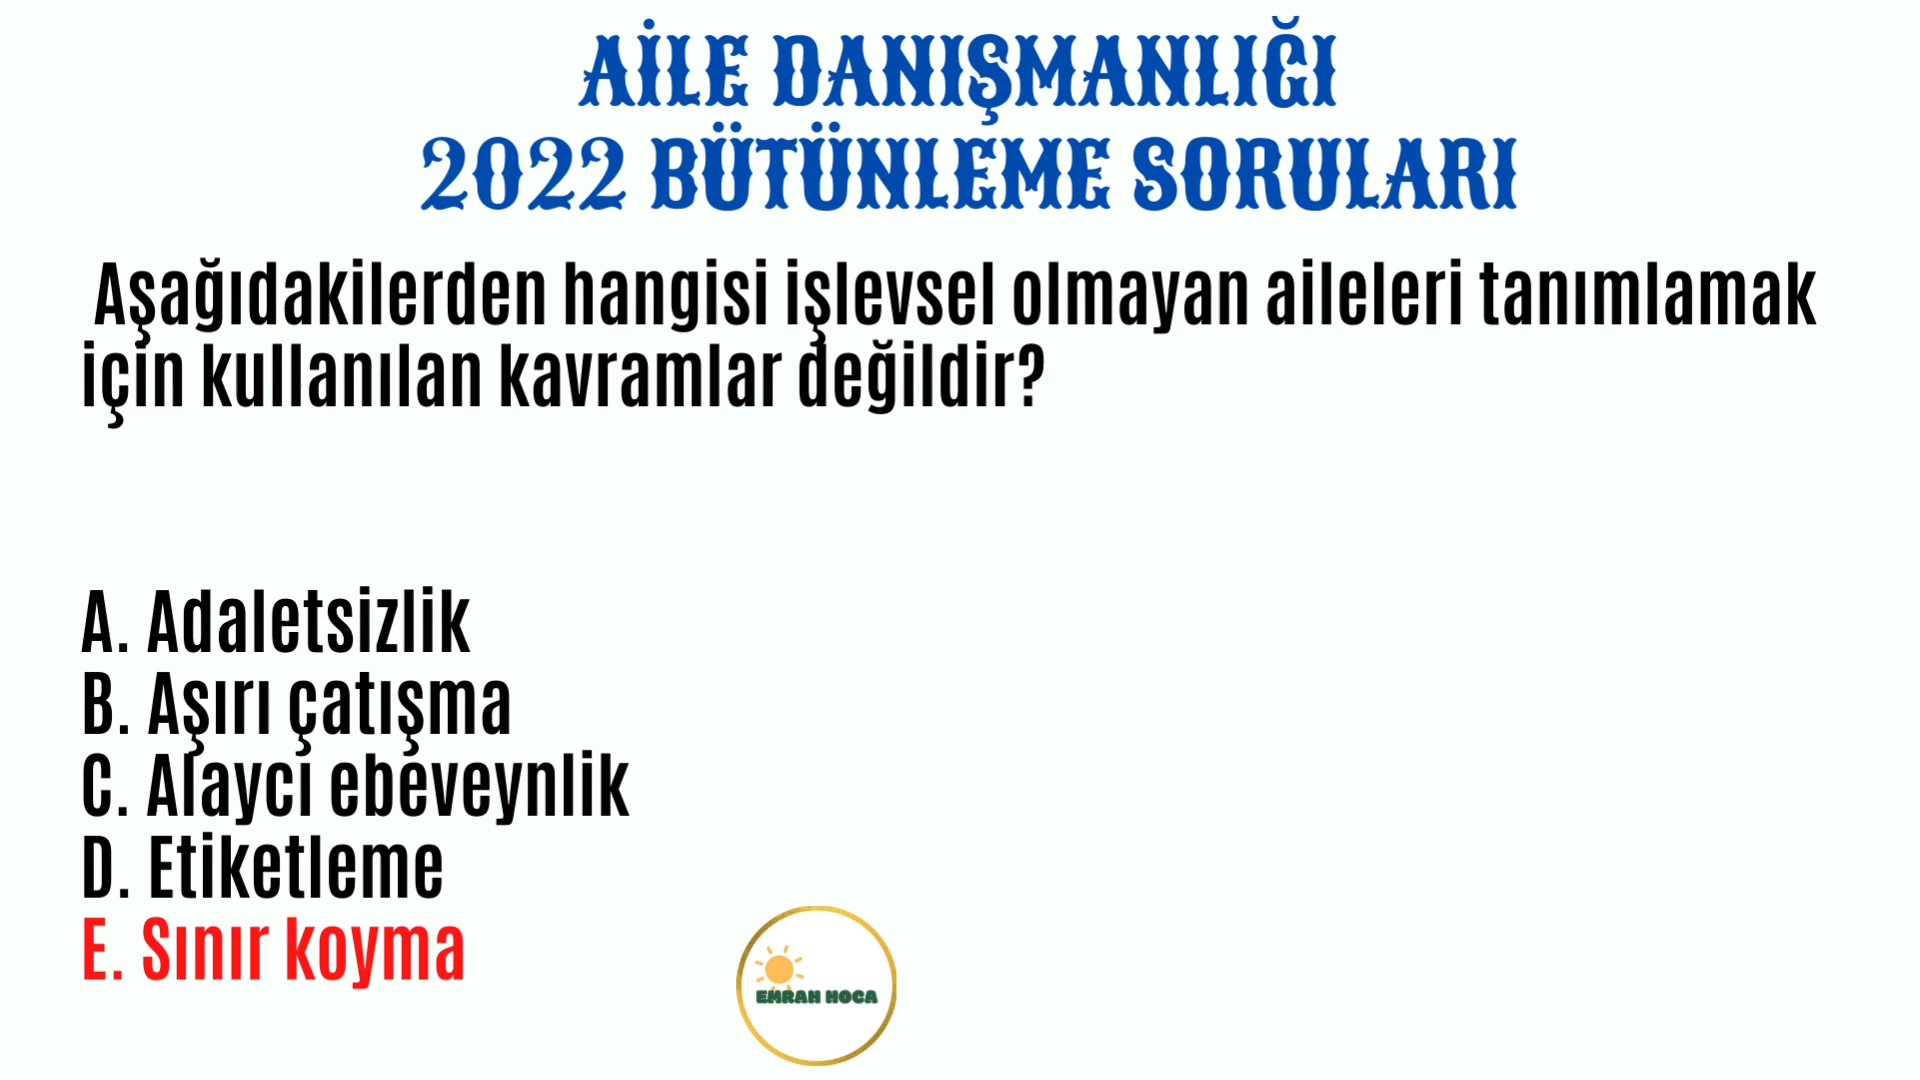 AİLE DANIŞMANLIĞI
2022 BÜTÜNLEME SORULARI
Aşağıdakilerden hangisi işlevsel olmayan aileleri tanımlamak
için kullanılan kavramlar değildir?
A. Adaletsizlik
B. Aşırı çatışma
C. Alaycı ebeveynlik
D. Etiketleme
E. Sınır koyma
EMRAH HOCA